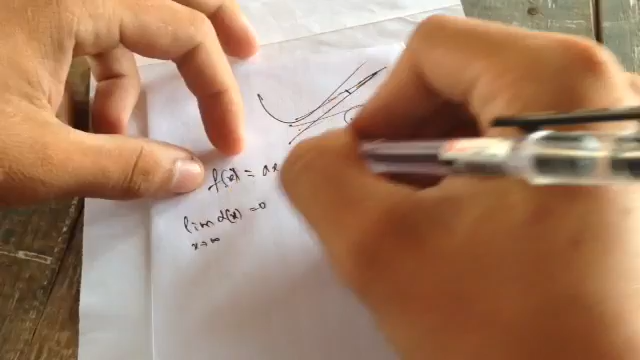 f(x) = ax
lim d(x) = 0
x→∞